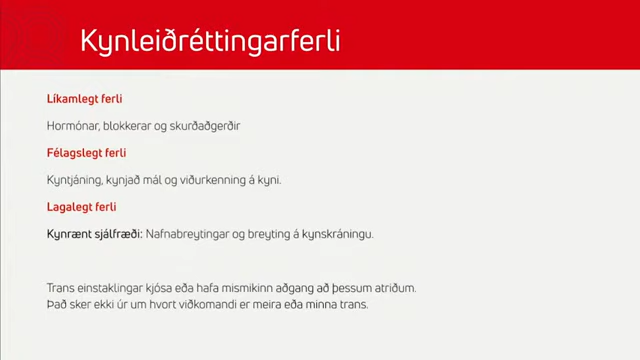 Kynleiðréttingarferli
Líkamlegt ferli
Hormónar, blokkerar og skurðaðgerðir
Félagslegt ferli
Kyntjáning, kynjað mál og viðurkenning á kyni.
Lagalegt ferli
Kynrænt sjálfræði: Nafnabreytingar og breyting á kynskráningu.
Trans einstaklingar kjósa eða hafa mismikinn aðgang að þessum atriðum.
Það sker ekki úr um hvort viðkomandi er meira eða minna trans.